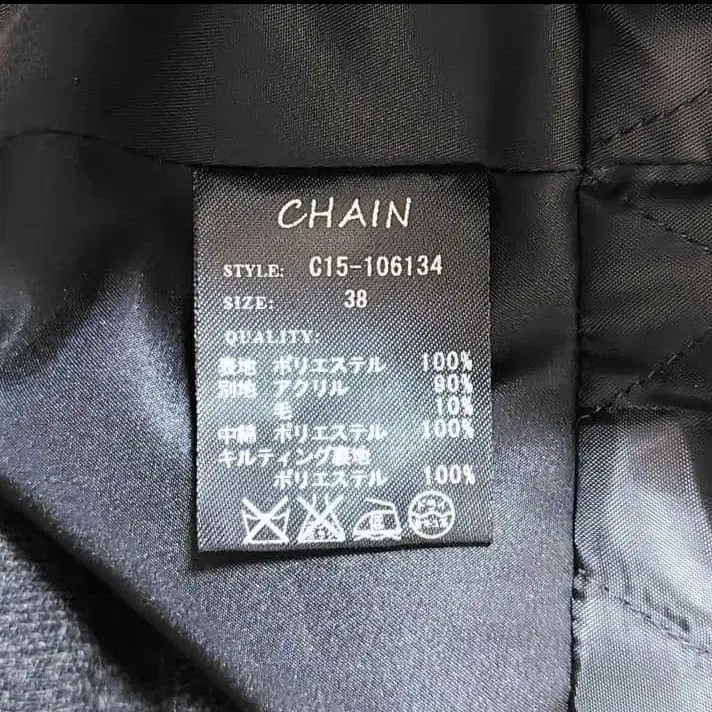 CHAIN
STYLE: C15-106134
SIZE: 38
QUALITY:
表地 ポリエステル 100%
別地 アクリル 90%
毛 10%
中綿 ポリエステル 100%
キルティング裏地
ポリエステル 100%